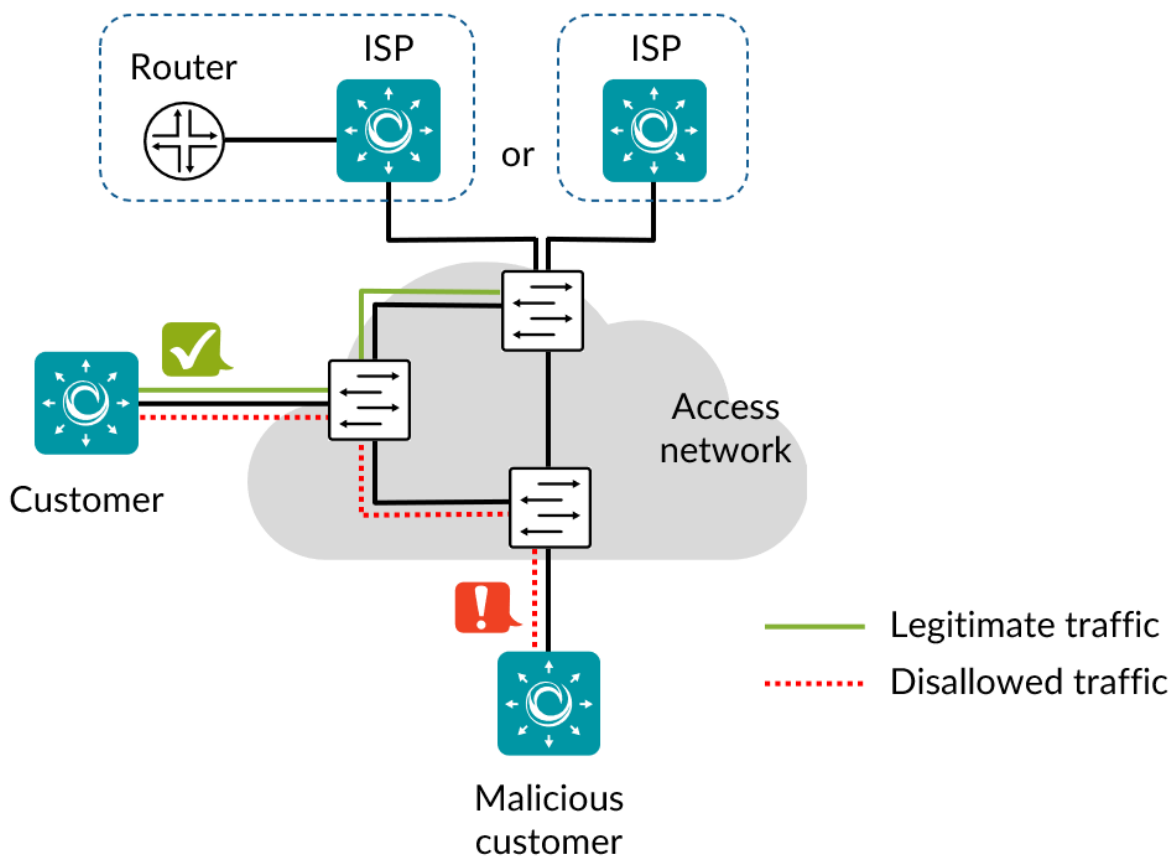 ISP
ISP
Router
or
Access
network
Customer
Legitimate traffic
Disallowed traffic
Malicious
customer